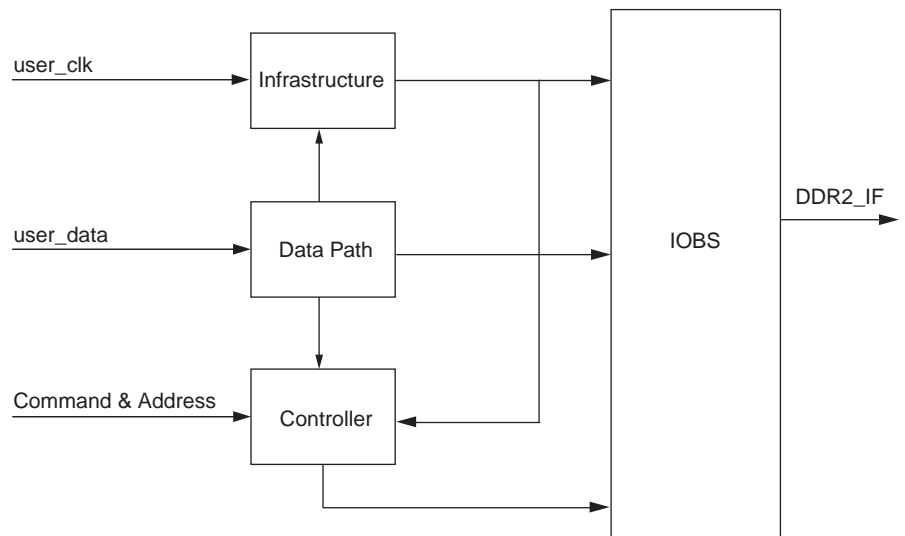 user_clk
Infrastructure
DDR2_IF
user_data
Data Path
IOBS
Command & Address
Controller